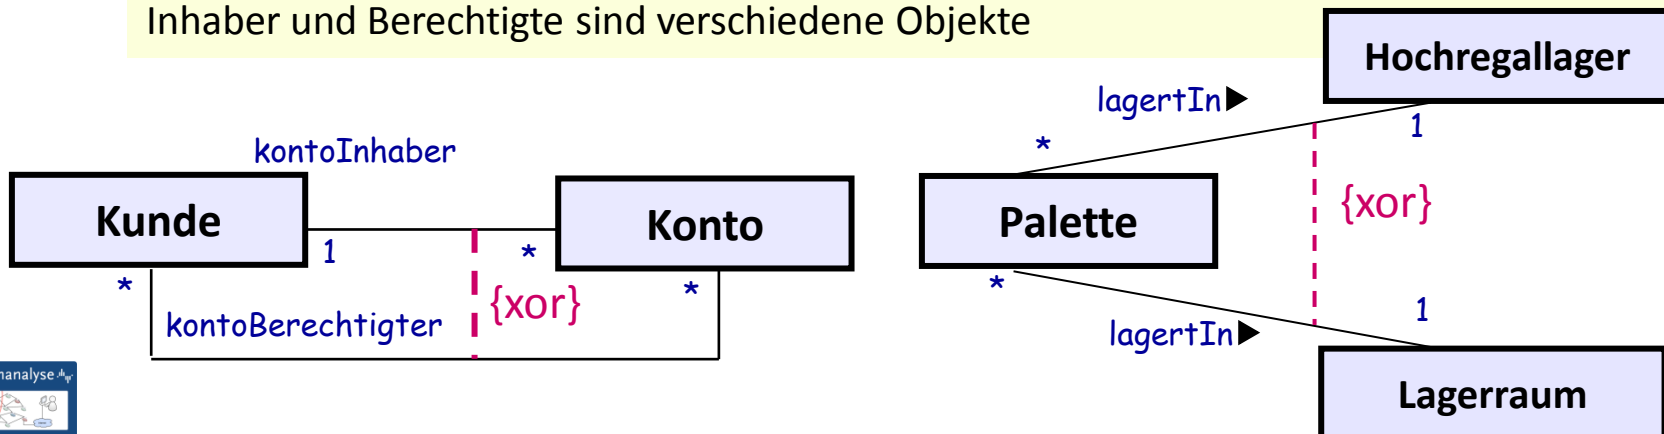 Inhaber und Berechtigte sind verschiedene Objekte
Hochregallager
lagertIn
1
*
kontoInhaber
Kunde
Konto
1
*
Palette
{xor}
*
*
*
{xor}
kontoBerechtigter
1
lagertIn
Lagerraum